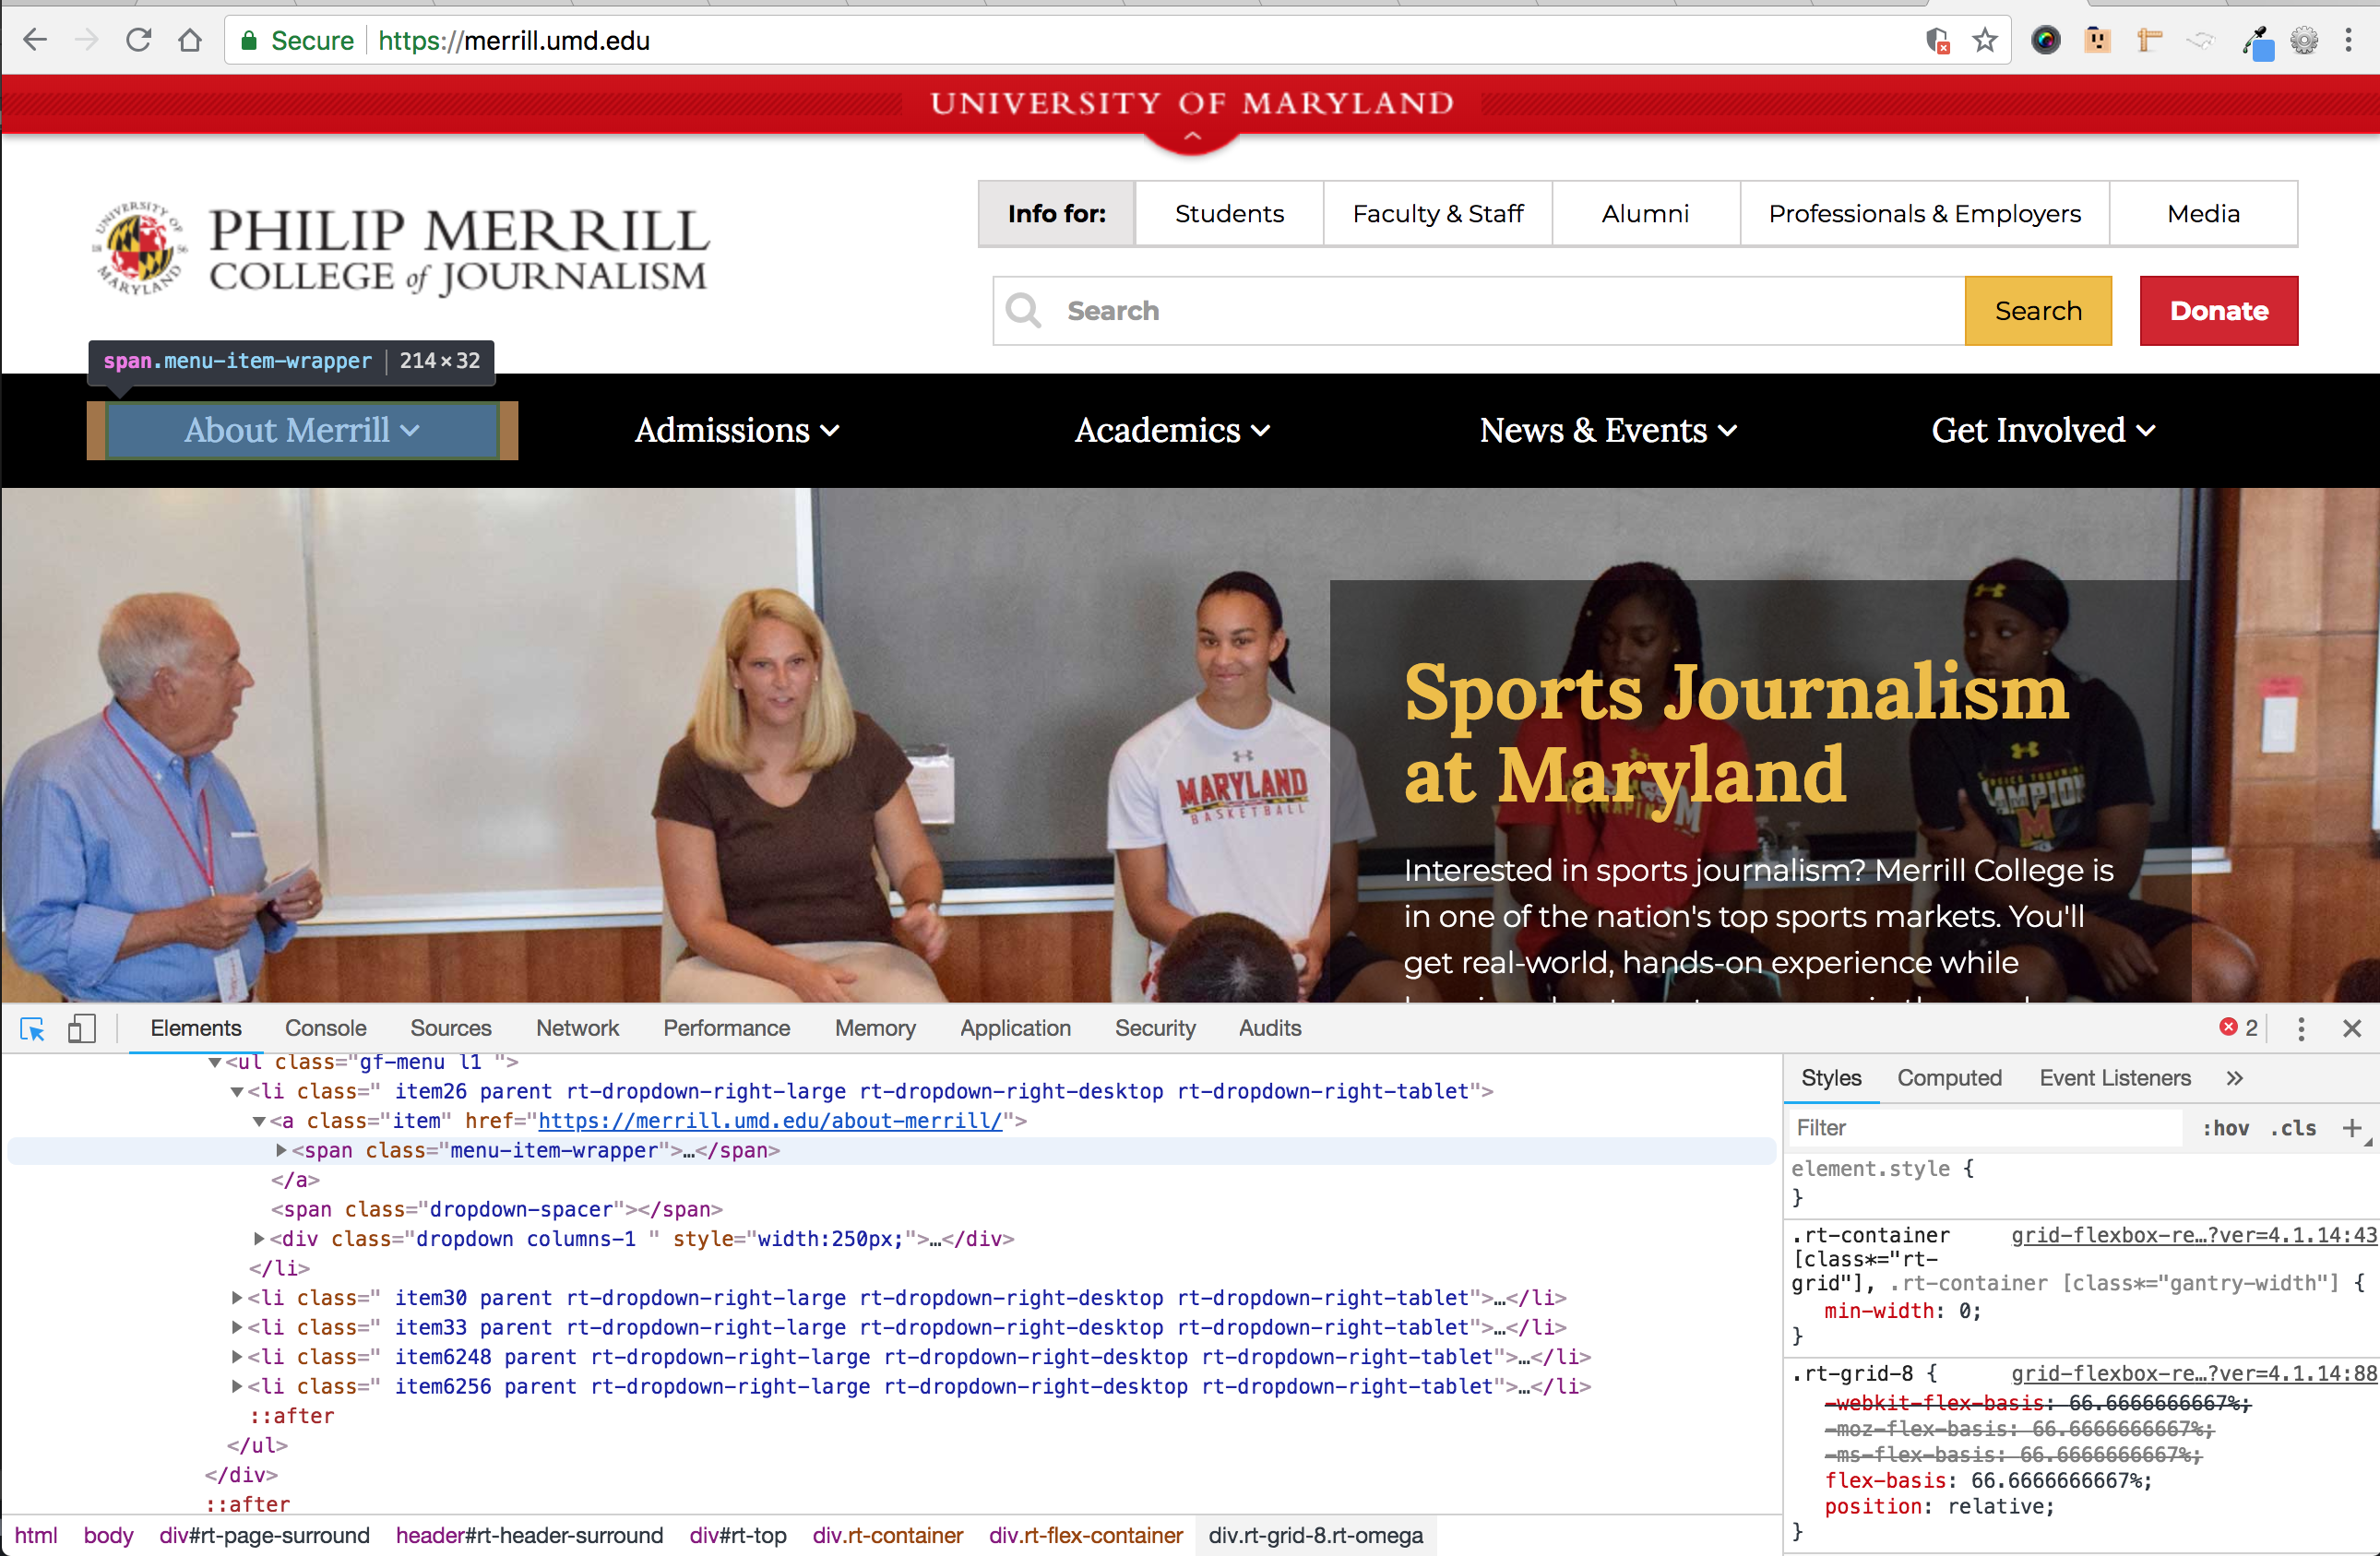 Secure https://merrill.umd.edu
UNIVERSITY OF MARYLAND
UNIVERSITY OF
18 56
MARYLAND
PHILIP MERRILL
COLLEGE of JOURNALISM
Info for: Students Faculty & Staff Alumni Professionals & Employers Media
Search Search Donate
span.menu-item-wrapper 214 × 32
About Merrill Admissions Academics News & Events Get Involved
Sports Journalism
at Maryland
MARYLAND
BASKETBALL
Interested in sports journalism? Merrill College is
in one of the nation's top sports markets. You'll
get real-world, hands-on experience while
Elements Console Sources Network Performance Memory Application Security Audits 2
▼<ul class="gf-menu l1 ">
▼<li class=" item26 parent rt-dropdown-right-large rt-dropdown-right-desktop rt-dropdown-right-tablet">
▼<a class="item" href="https://merrill.umd.edu/about-merrill/">
▶<span class="menu-item-wrapper">…</span>
</a>
<span class="dropdown-spacer"></span>
▶<div class="dropdown columns-1 " style="width:250px;">…</div>
</li>
▶<li class=" item30 parent rt-dropdown-right-large rt-dropdown-right-desktop rt-dropdown-right-tablet">…</li>
▶<li class=" item33 parent rt-dropdown-right-large rt-dropdown-right-desktop rt-dropdown-right-tablet">…</li>
▶<li class=" item6248 parent rt-dropdown-right-large rt-dropdown-right-desktop rt-dropdown-right-tablet">…</li>
▶<li class=" item6256 parent rt-dropdown-right-large rt-dropdown-right-desktop rt-dropdown-right-tablet">…</li>
::after
</ul>
</div>
::after
html body div#rt-page-surround header#rt-header-surround div#rt-top div.rt-container div.rt-flex-container div.rt-grid-8.rt-omega
Styles Computed Event Listeners »
Filter :hov .cls +
element.style {
}
.rt-container grid-flexbox-re…?ver=4.1.14:43
[class*="rt-
grid"], .rt-container [class*="gantry-width"] {
min-width: 0;
}
.rt-grid-8 { grid-flexbox-re…?ver=4.1.14:88
-webkit-flex-basis: 66.6666666667%;
-moz-flex-basis: 66.6666666667%;
-ms-flex-basis: 66.6666666667%;
flex-basis: 66.6666666667%;
position: relative;
}